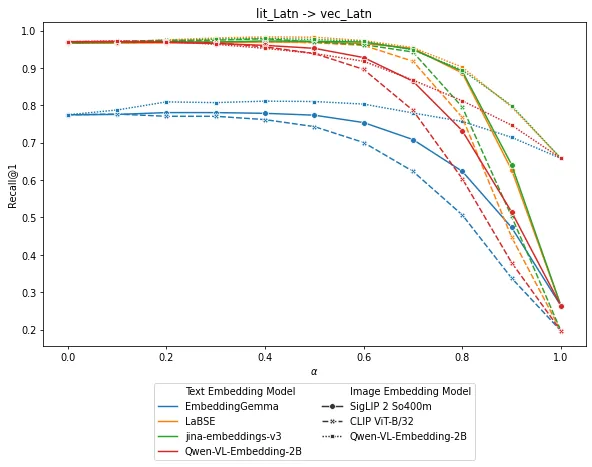 lit_Latn -> vec_Latn
1.0
0.9
0.8
0.7
0.6
0.5
0.4
0.3
0.2
Recall@1
0.0 0.2 0.4 0.6 0.8 1.0
α
Text Embedding Model Image Embedding Model
EmbeddingGemma SigLIP 2 So400m
LaBSE CLIP ViT-B/32
jina-embeddings-v3 Qwen-VL-Embedding-2B
Qwen-VL-Embedding-2B